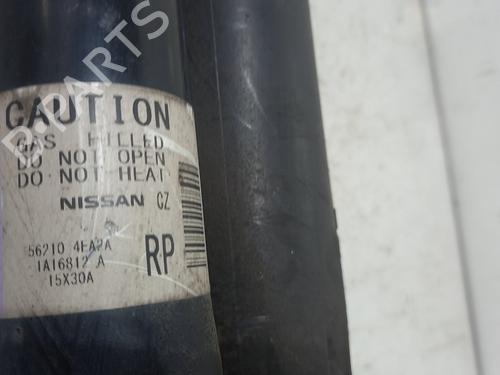 B-PARTS
CAUTION
GAS FILLED
DO NOT OPEN
DO NOT HEAT
NISSAN CZ
56210 4EA2A
1A16812 A
15X30A
RP